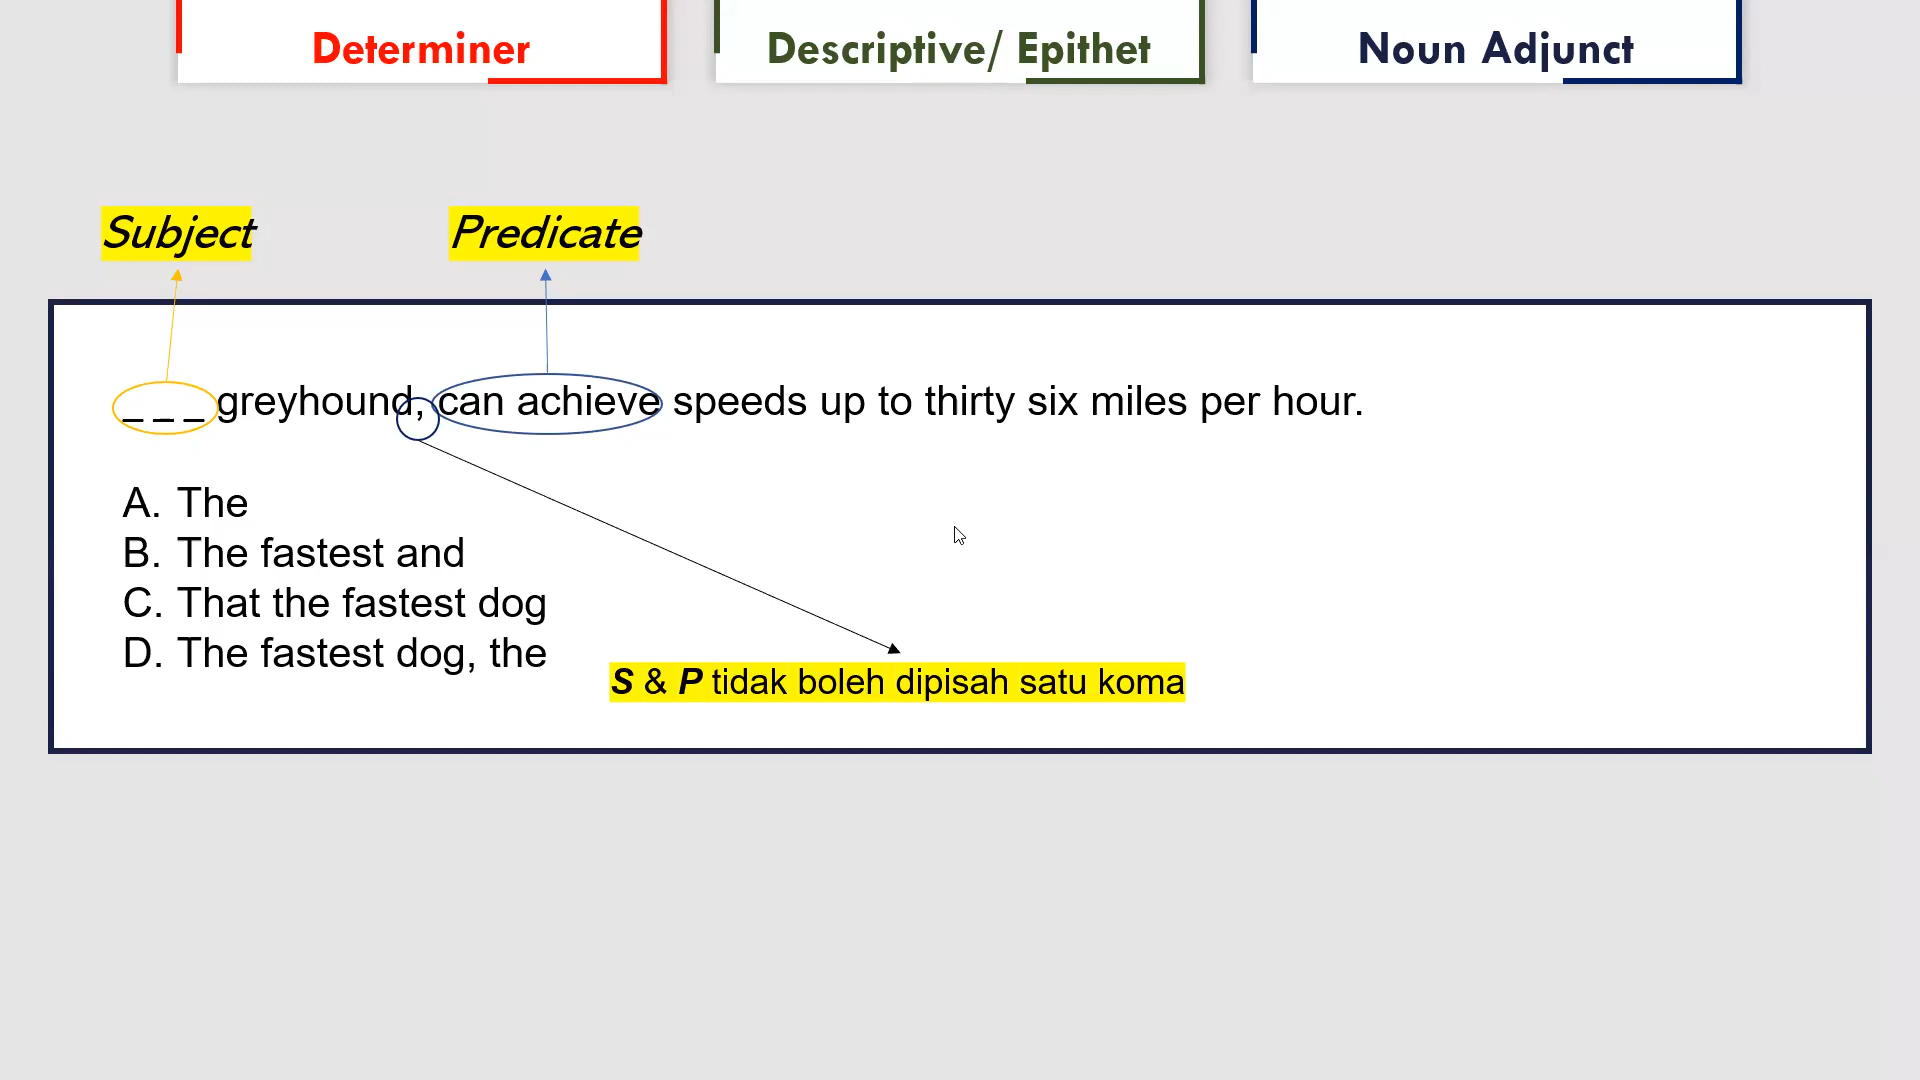 Determiner
Descriptive/ Epithet
Noun Adjunct
Subject
Predicate
_ _ _ greyhound, can achieve speeds up to thirty six miles per hour.
A. The
B. The fastest and
C. That the fastest dog
D. The fastest dog, the
S & P tidak boleh dipisah satu koma